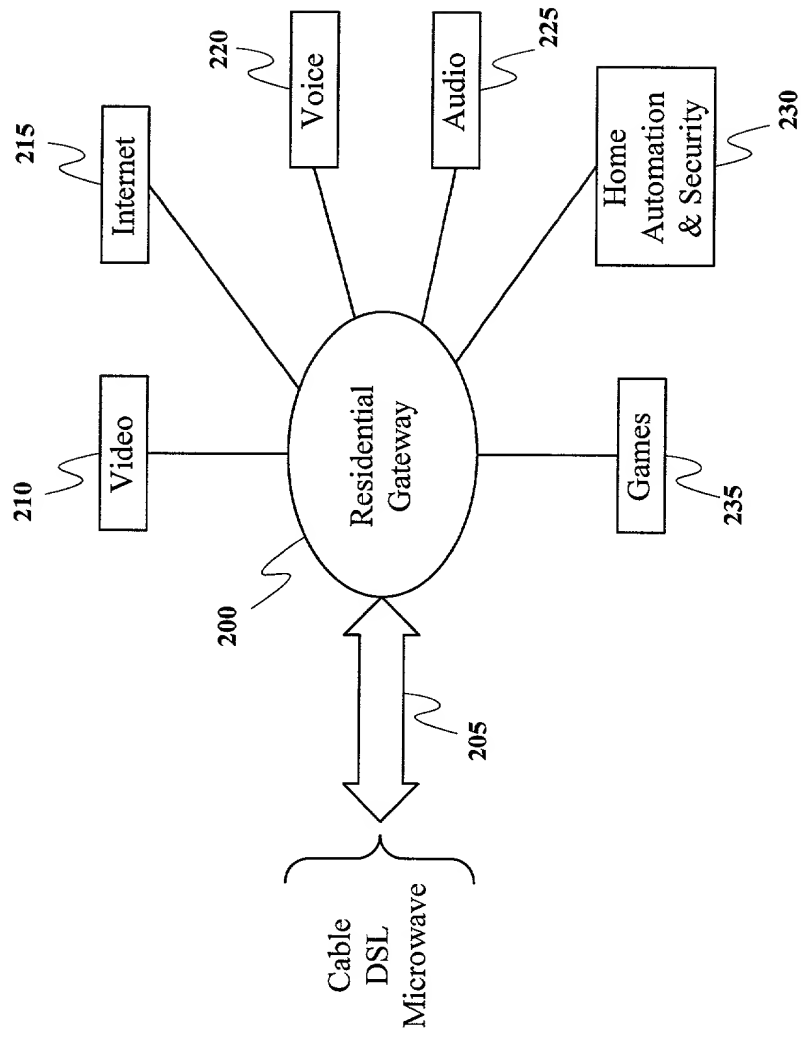 210
Video
215
Internet
220
Voice
225
Audio
230
Home
Automation
& Security
235
Games
200
Residential
Gateway
205
Cable
DSL
Microwave